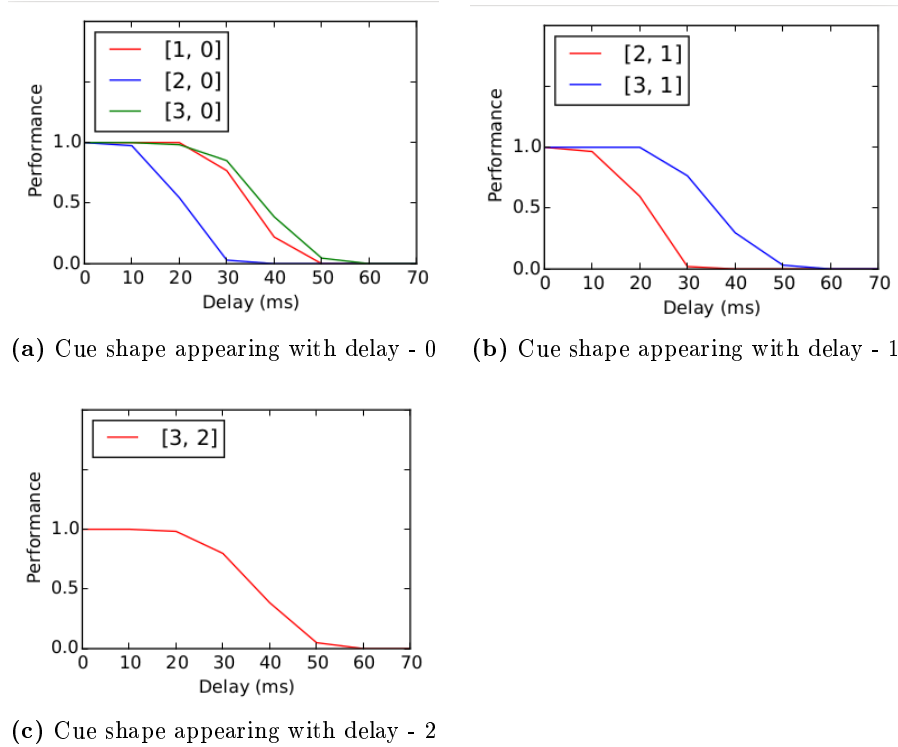 [1, 0]
[2, 0]
[3, 0]
Performance
1.0
0.5
0.0
0 10 20 30 40 50 60 70
Delay (ms)
(a) Cue shape appearing with delay - 0
[2, 1]
[3, 1]
Performance
1.0
0.5
0.0
0 10 20 30 40 50 60 70
Delay (ms)
(b) Cue shape appearing with delay - 1
[3, 2]
Performance
1.0
0.5
0.0
0 10 20 30 40 50 60 70
Delay (ms)
(c) Cue shape appearing with delay - 2